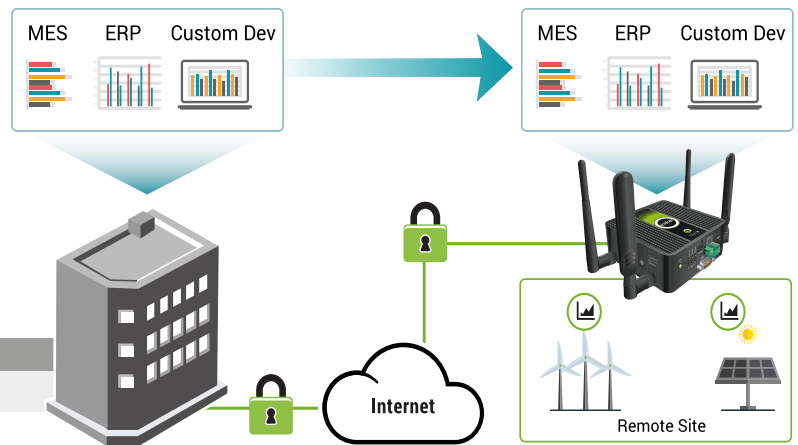 MES ERP Custom Dev
MES ERP Custom Dev
Internet
Remote Site